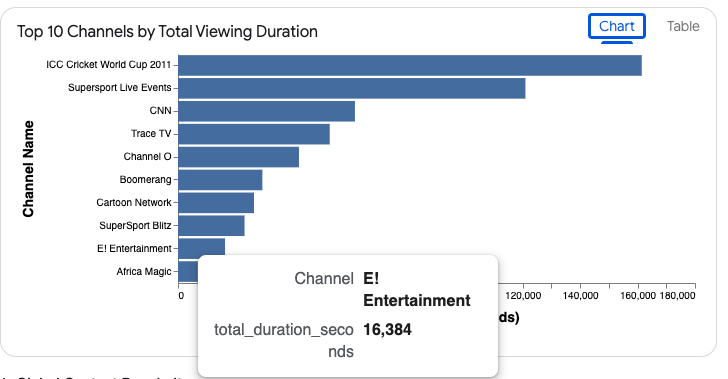 Top 10 Channels by Total Viewing Duration
Chart
Table
Channel Name
ICC Cricket World Cup 2011
Supersport Live Events
CNN
Trace TV
Channel O
Boomerang
Cartoon Network
SuperSport Blitz
E! Entertainment
Africa Magic
0
120,000
140,000
160,000
180,000
ds)
Channel E!
Entertainment
total_duration_seco 16,384
nds